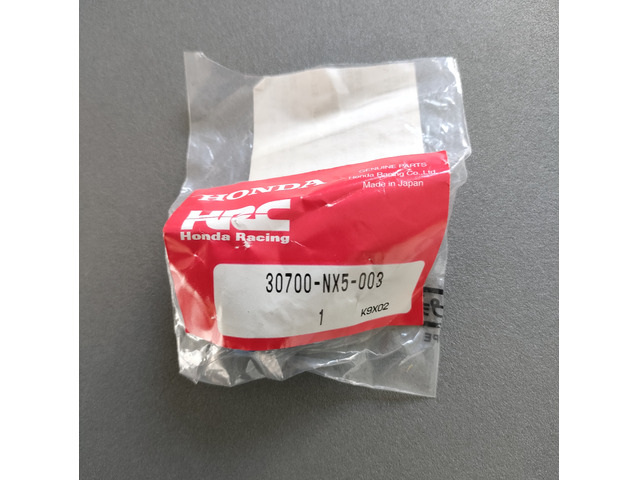 GENUINE PARTS
Honda Racing Co., Ltd.
Made in Japan
HONDA
HRC
Honda Racing
30700-NX5-003
1 K9X02